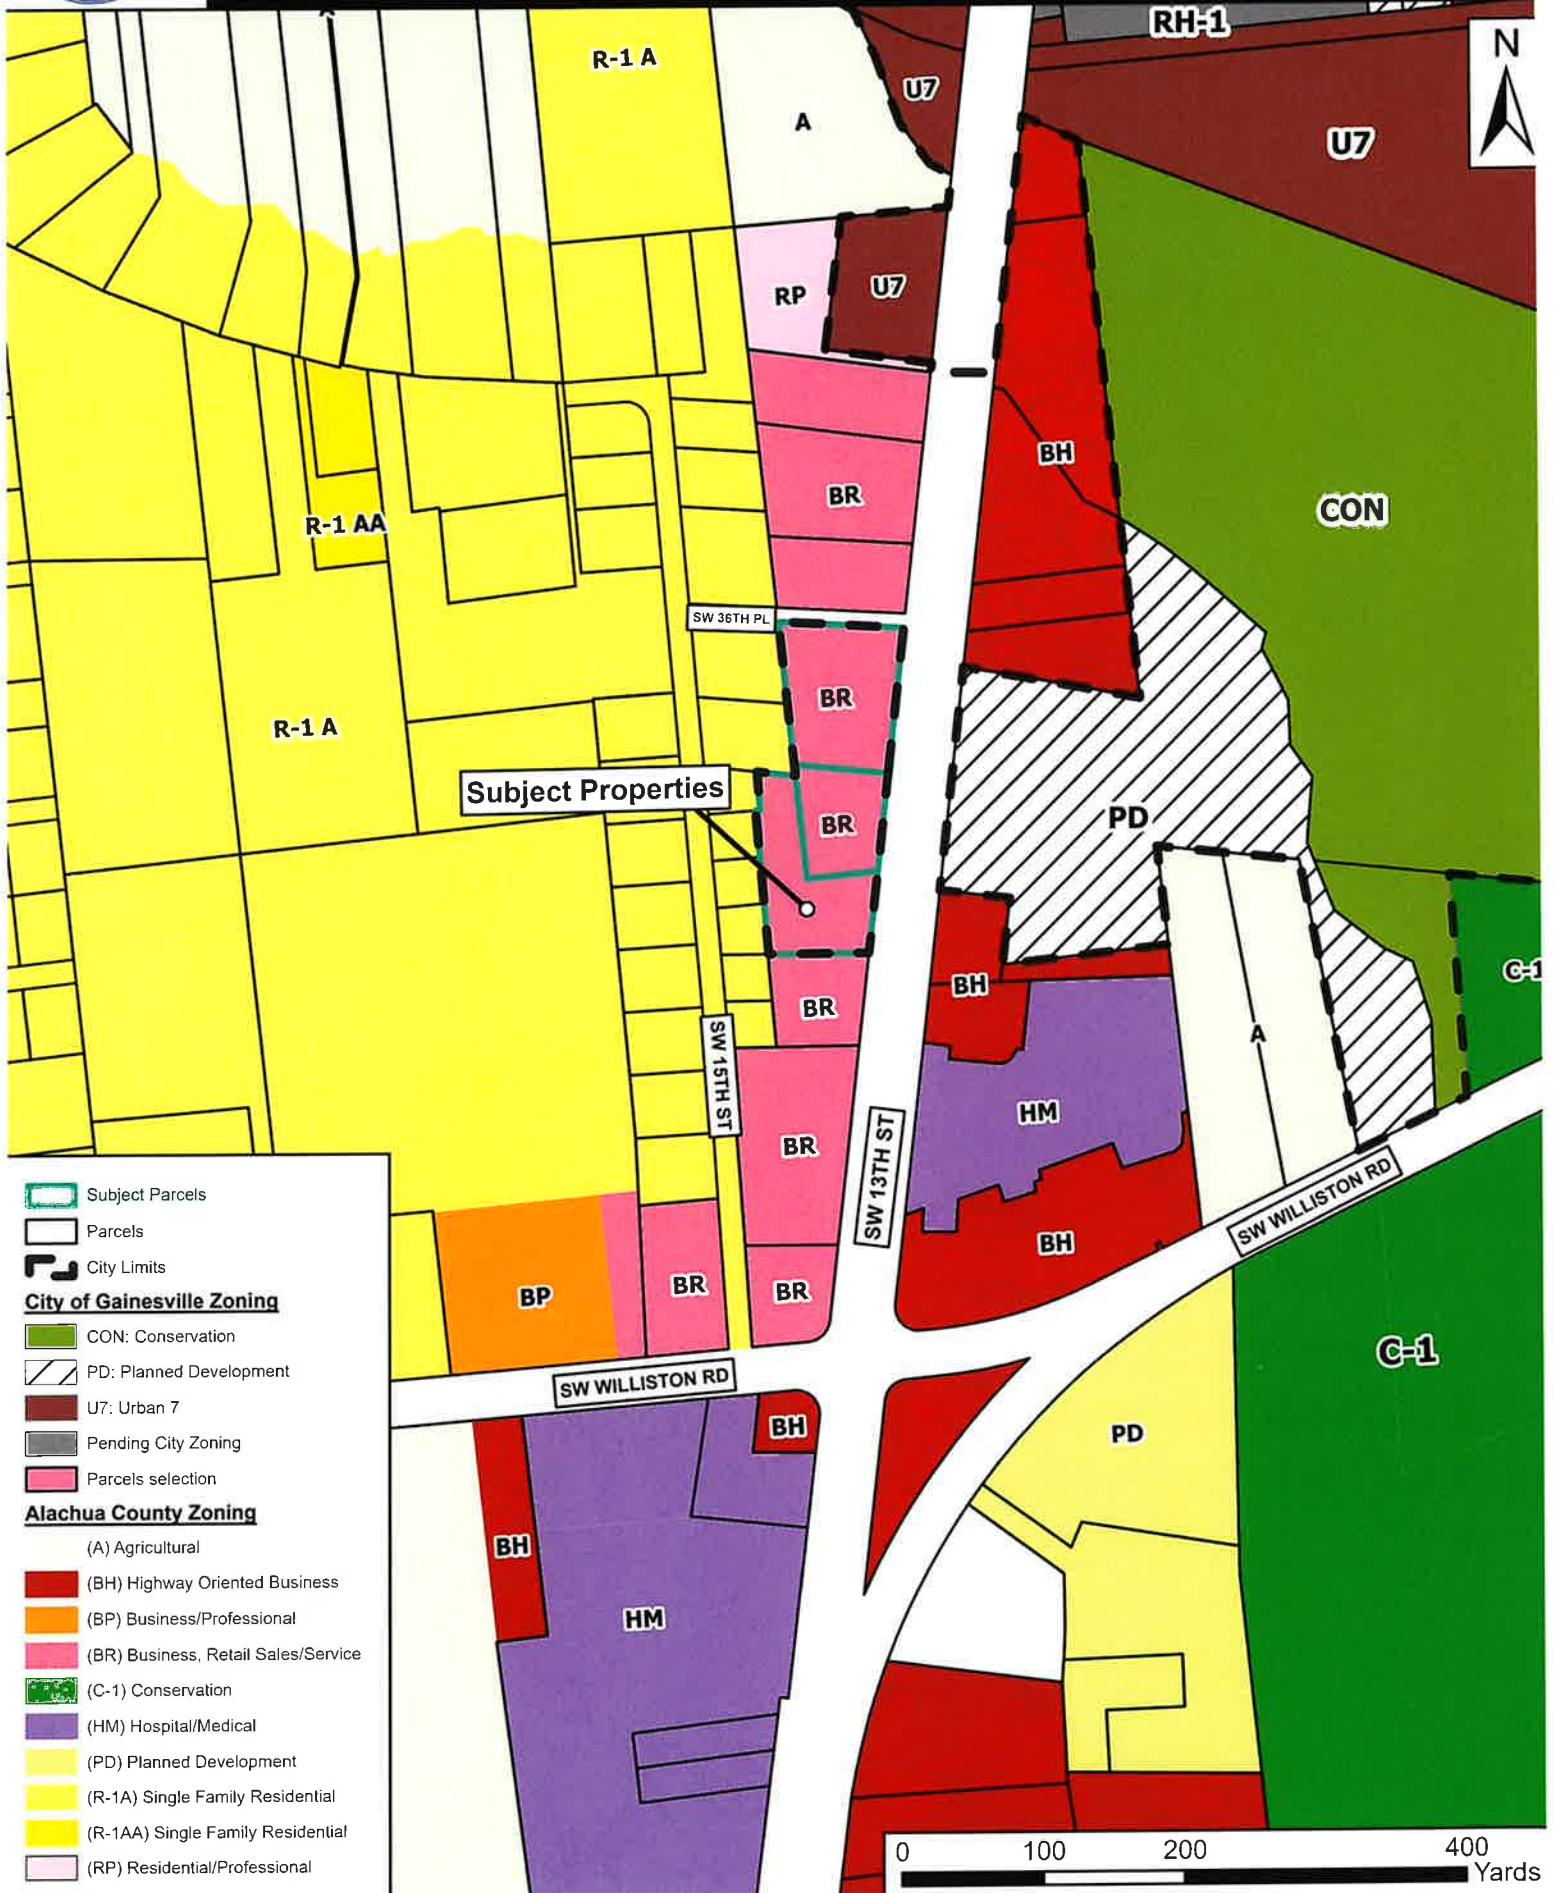 RH-1
N
R-1 A
U7
A
U7
RP
U7
BH
BR
CON
R-1 AA
SW 36TH PL
BR
R-1 A
Subject Properties
BR
PD
BH
C-1
BR
A
SW 15TH ST
HM
BR
SW 13TH ST
SW WILLISTON RD
BH
BP
BR
BR
C-1
SW WILLISTON RD
BH
PD
BH
HM
Subject Parcels
Parcels
City Limits
City of Gainesville Zoning
CON: Conservation
PD: Planned Development
U7: Urban 7
Pending City Zoning
Parcels selection
Alachua County Zoning
(A) Agricultural
(BH) Highway Oriented Business
(BP) Business/Professional
(BR) Business, Retail Sales/Service
(C-1) Conservation
(HM) Hospital/Medical
(PD) Planned Development
(R-1A) Single Family Residential
(R-1AA) Single Family Residential
(RP) Residential/Professional
0 100 200 400
Yards